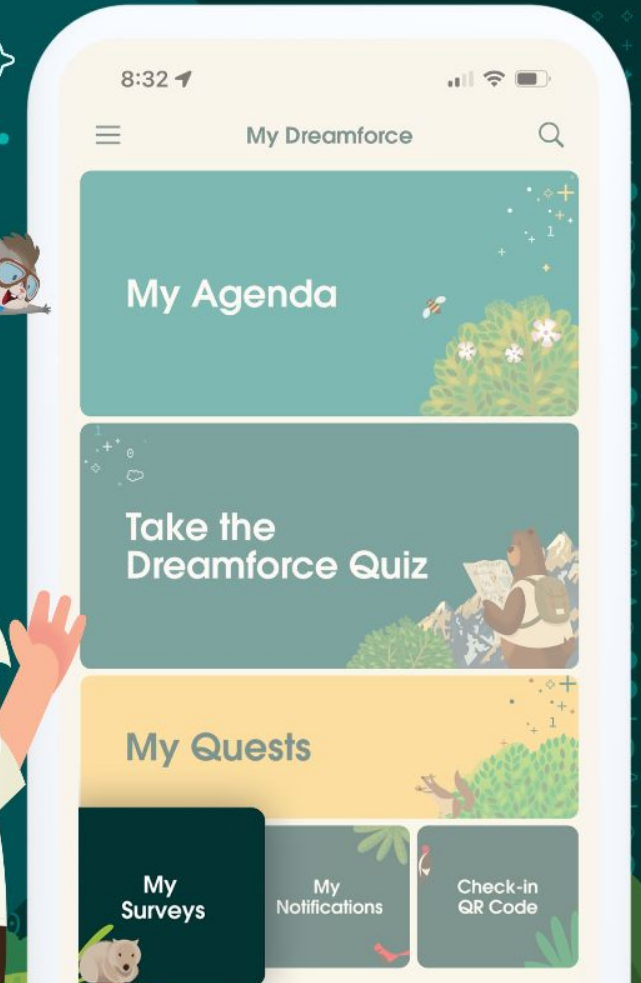 8:32
My Dreamforce
My Agenda
Take the
Dreamforce Quiz
My Quests
My
Surveys
My
Notifications
Check-in
QR Code